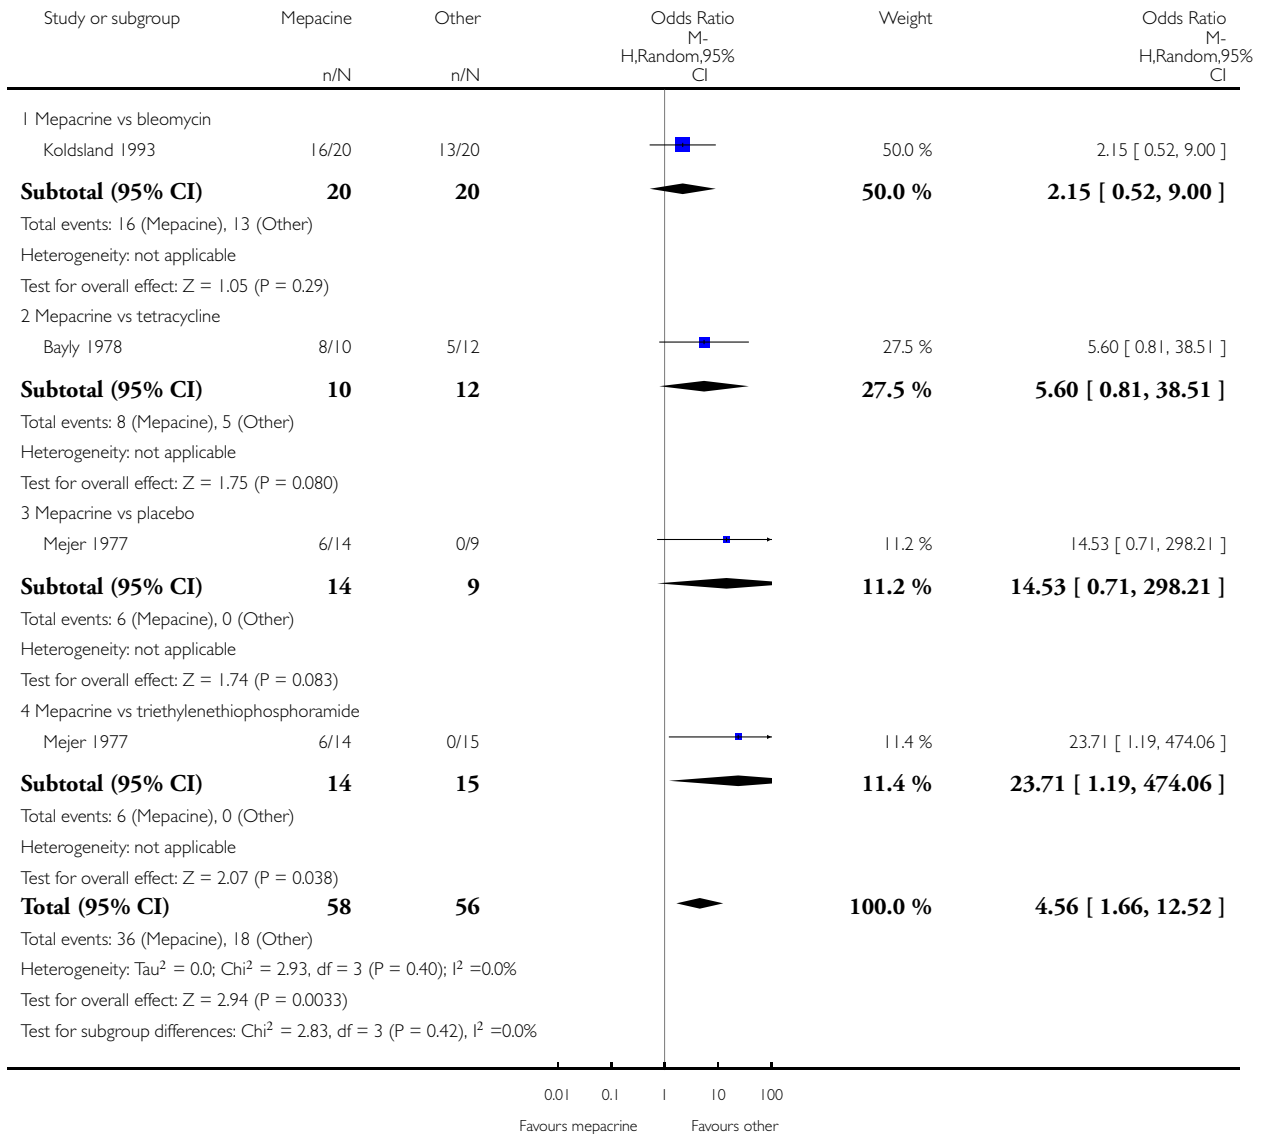 Study or subgroup Mepacine Other Odds Ratio Weight Odds Ratio
M- M-
H,Random,95% H,Random,95%
n/N n/N CI CI
1 Mepacrine vs bleomycin
Koldsland 1993 16/20 13/20 50.0 % 2.15 [ 0.52, 9.00 ]
Subtotal (95% CI) 20 20 50.0 % 2.15 [ 0.52, 9.00 ]
Total events: 16 (Mepacine), 13 (Other)
Heterogeneity: not applicable
Test for overall effect: Z = 1.05 (P = 0.29)
2 Mepacrine vs tetracycline
Bayly 1978 8/10 5/12 27.5 % 5.60 [ 0.81, 38.51 ]
Subtotal (95% CI) 10 12 27.5 % 5.60 [ 0.81, 38.51 ]
Total events: 8 (Mepacine), 5 (Other)
Heterogeneity: not applicable
Test for overall effect: Z = 1.75 (P = 0.080)
3 Mepacrine vs placebo
Mejer 1977 6/14 0/9 11.2 % 14.53 [ 0.71, 298.21 ]
Subtotal (95% CI) 14 9 11.2 % 14.53 [ 0.71, 298.21 ]
Total events: 6 (Mepacine), 0 (Other)
Heterogeneity: not applicable
Test for overall effect: Z = 1.74 (P = 0.083)
4 Mepacrine vs triethylenethiophosphoramide
Mejer 1977 6/14 0/15 11.4 % 23.71 [ 1.19, 474.06 ]
Subtotal (95% CI) 14 15 11.4 % 23.71 [ 1.19, 474.06 ]
Total events: 6 (Mepacine), 0 (Other)
Heterogeneity: not applicable
Test for overall effect: Z = 2.07 (P = 0.038)
Total (95% CI) 58 56 100.0 % 4.56 [ 1.66, 12.52 ]
Total events: 36 (Mepacine), 18 (Other)
Heterogeneity: Tau² = 0.0; Chi² = 2.93, df = 3 (P = 0.40); I² =0.0%
Test for overall effect: Z = 2.94 (P = 0.0033)
Test for subgroup differences: Chi² = 2.83, df = 3 (P = 0.42), I² =0.0%
0.01 0.1 1 10 100
Favours mepacrine Favours other